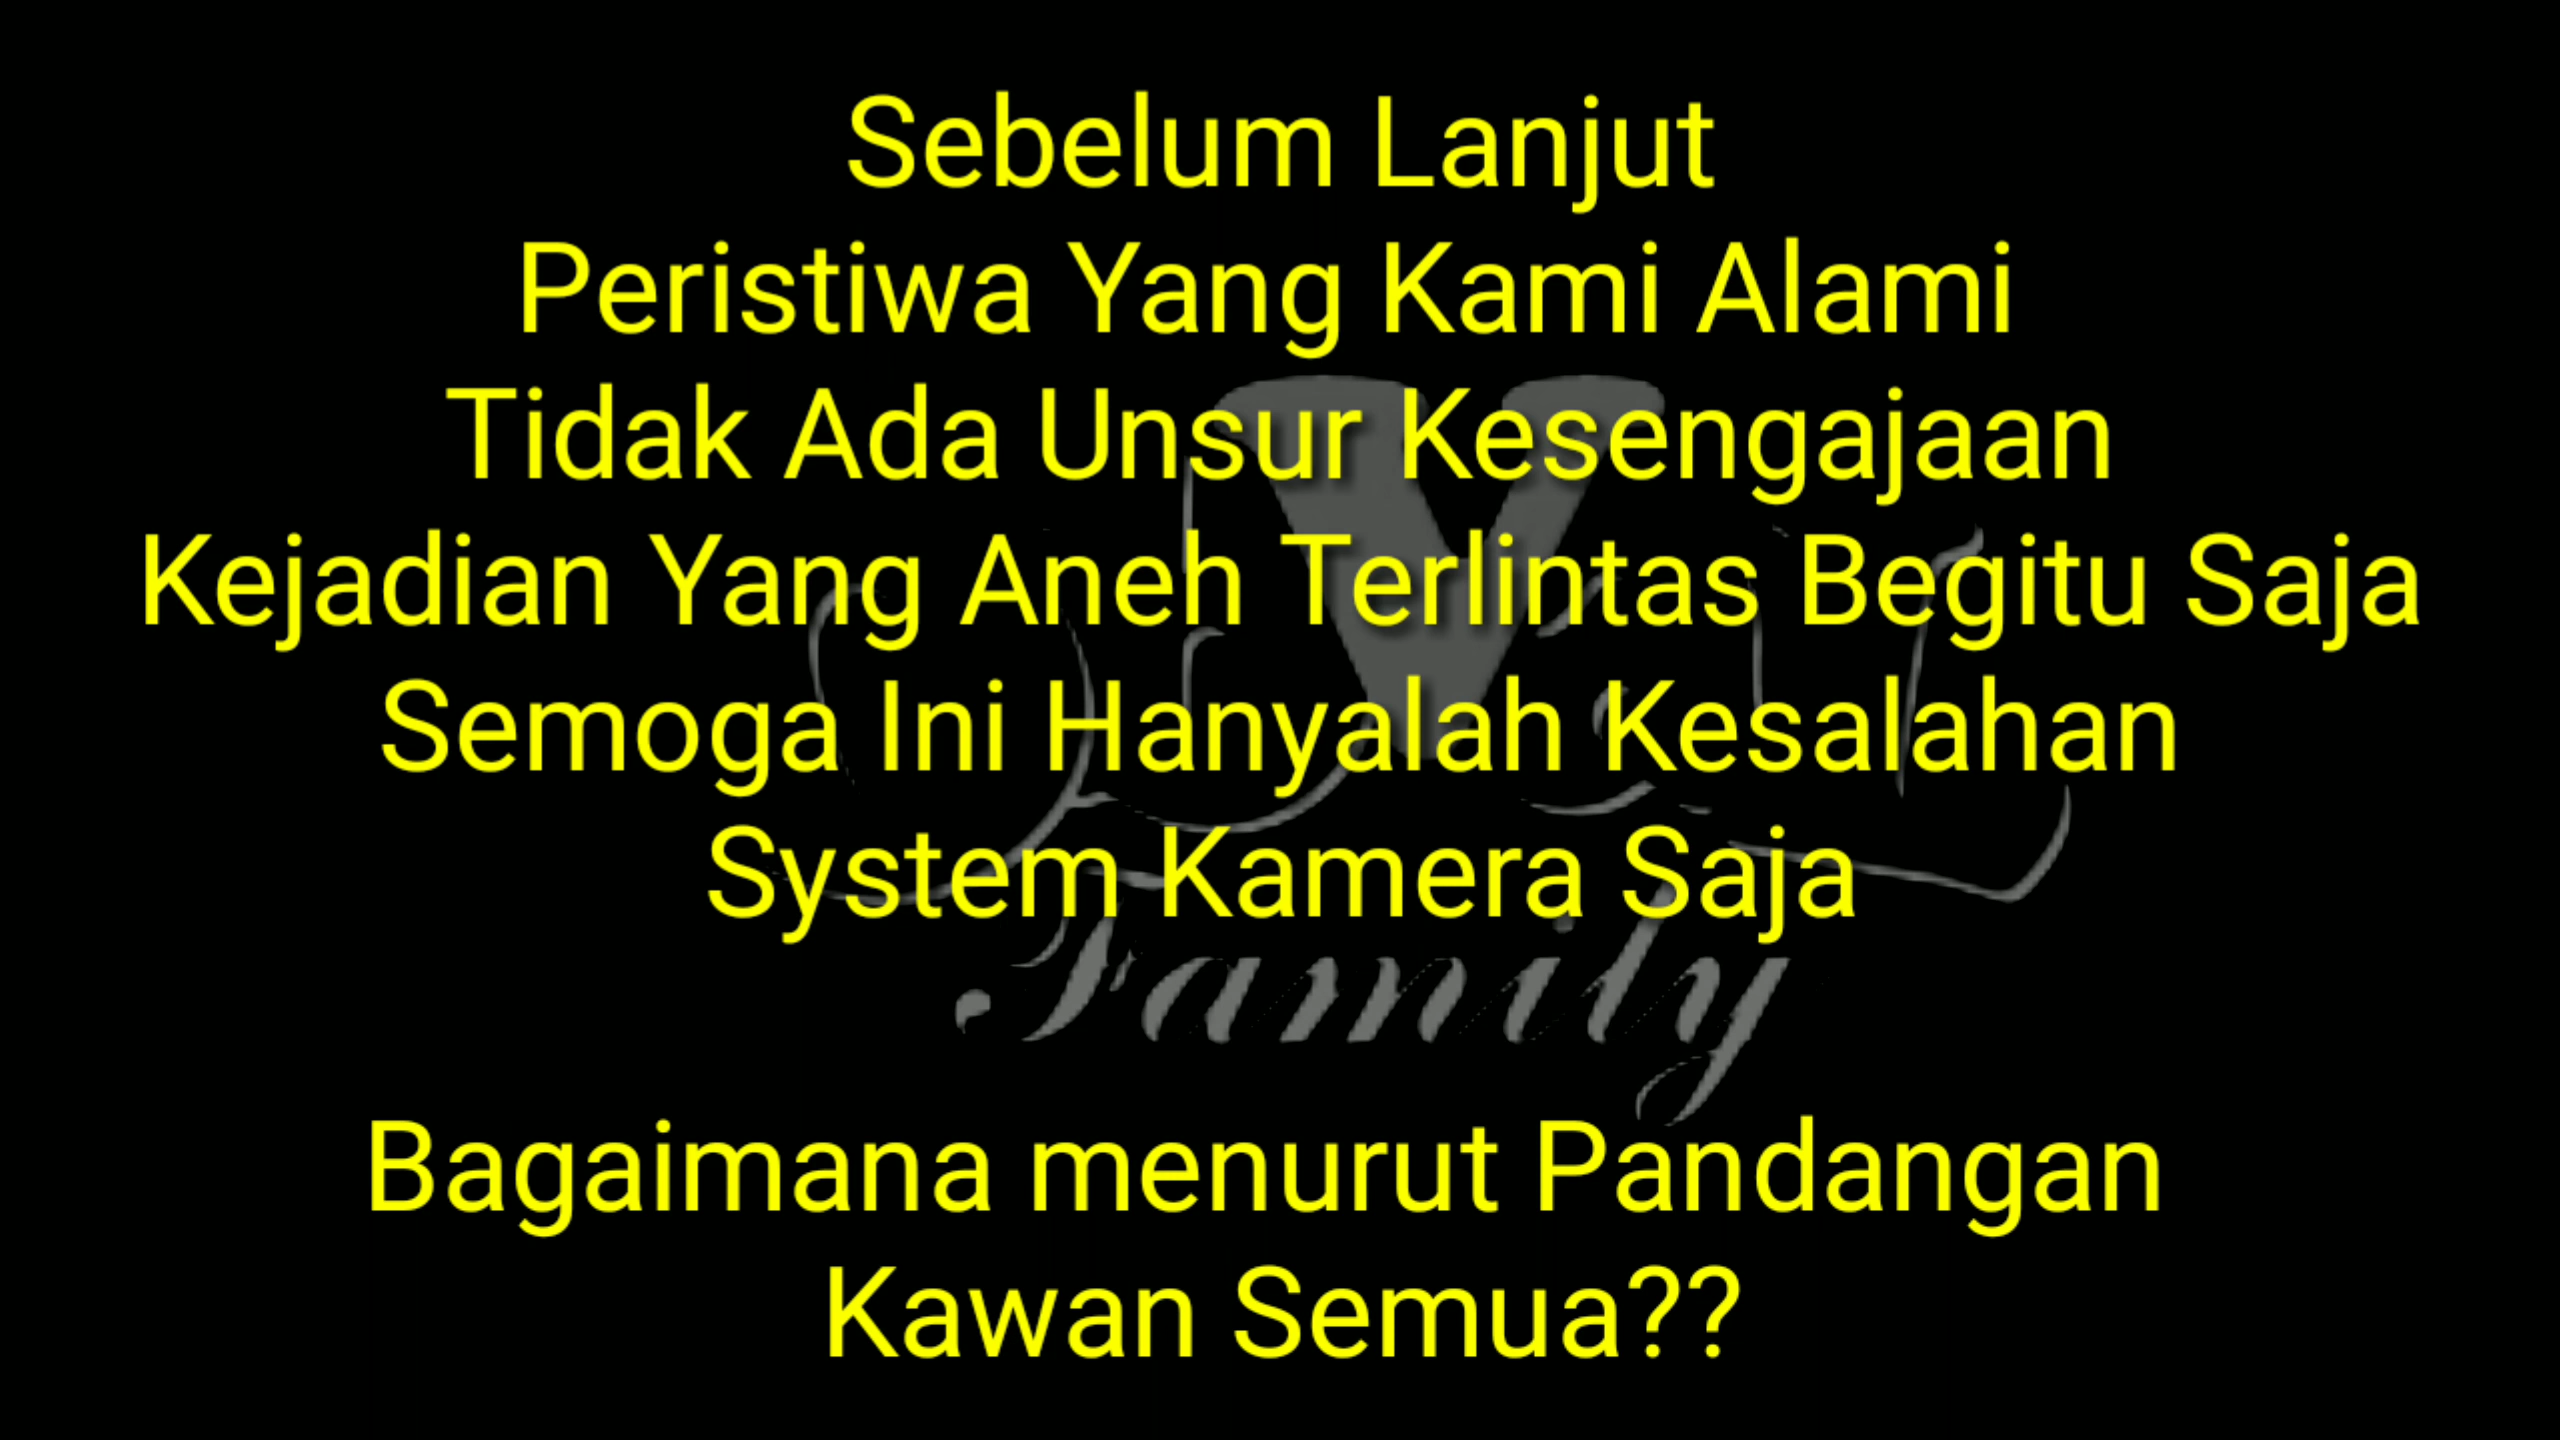 Sebelum Lanjut
Peristiwa Yang Kami Alami
Tidak Ada Unsur Kesengajaan
Kejadian Yang Aneh Terlintas Begitu Saja
Semoga Ini Hanyalah Kesalahan
System Kamera Saja
Family
Bagaimana menurut Pandangan
Kawan Semua??